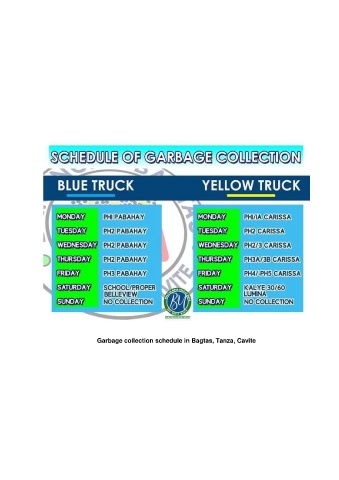 SCHEDULE OF GARBAGE COLLECTION
BLUE TRUCK
MONDAY PH1 PABAHAY
TUESDAY PH2 PABAHAY
WEDNESDAY PH2 PABAHAY
THURSDAY PH2 PABAHAY
FRIDAY PH3 PABAHAY
SATURDAY SCHOOL/PROPER
BELLEVIEW
SUNDAY NO COLLECTION
YELLOW TRUCK
MONDAY PH1/1A CARISSA
TUESDAY PH2 CARISSA
WEDNESDAY PH2/3 CARISSA
THURSDAY PH3A/3B CARISSA
FRIDAY PH4/-PH5 CARISSA
SATURDAY KALYE 30/60
LUMINA
SUNDAY NO COLLECTION
BU
Garbage collection schedule in Bagtas, Tanza, Cavite